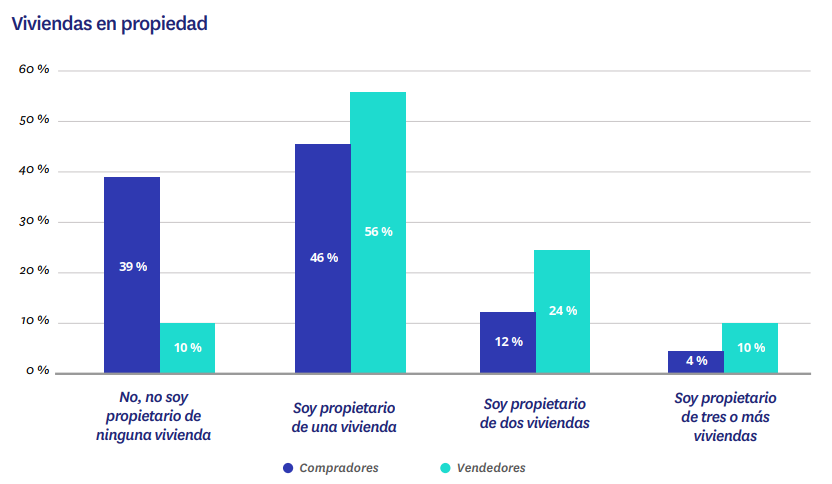 Viviendas en propiedad
60 %
50 %
40 %
30 %
20 %
10 %
0 %
39 %
10 %
46 %
56 %
12 %
24 %
4 %
10 %
No, no soy
propietario de
ninguna vivienda
Soy propietario
de una vivienda
Soy propietario
de dos viviendas
Soy propietario
de tres o más
viviendas
Compradores
Vendedores